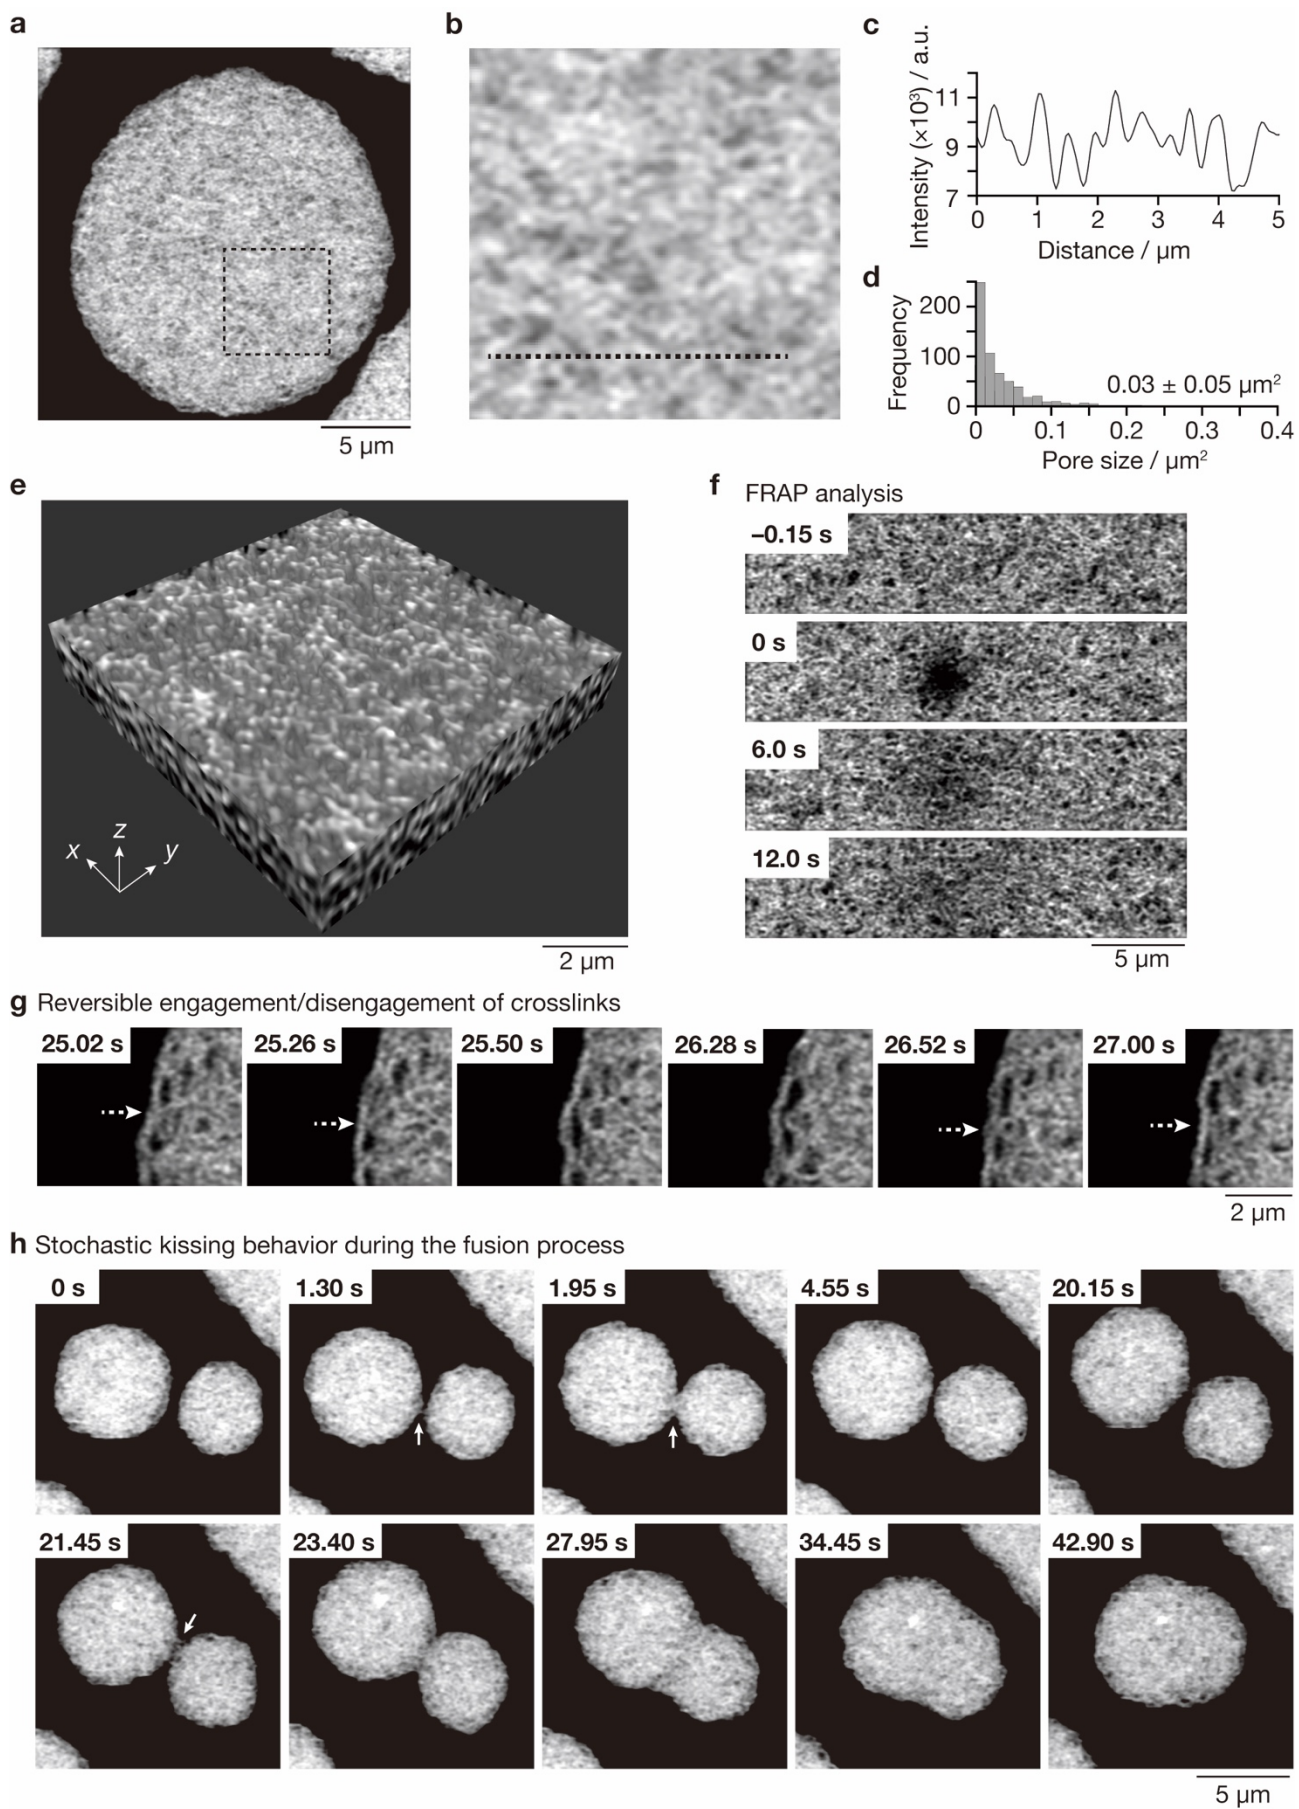 a
5 µm
b
c
Intensity (×10³) / a.u.
11
9
7
0 1 2 3 4 5
Distance / µm
d
Frequency
200
100
0
0.03 ± 0.05 µm²
0 0.1 0.2 0.3 0.4
Pore size / µm²
e
x z y
2 µm
f FRAP analysis
−0.15 s
0 s
6.0 s
12.0 s
5 µm
g Reversible engagement/disengagement of crosslinks
25.02 s 25.26 s 25.50 s 26.28 s 26.52 s 27.00 s
2 µm
h Stochastic kissing behavior during the fusion process
0 s 1.30 s 1.95 s 4.55 s 20.15 s
21.45 s 23.40 s 27.95 s 34.45 s 42.90 s
5 µm